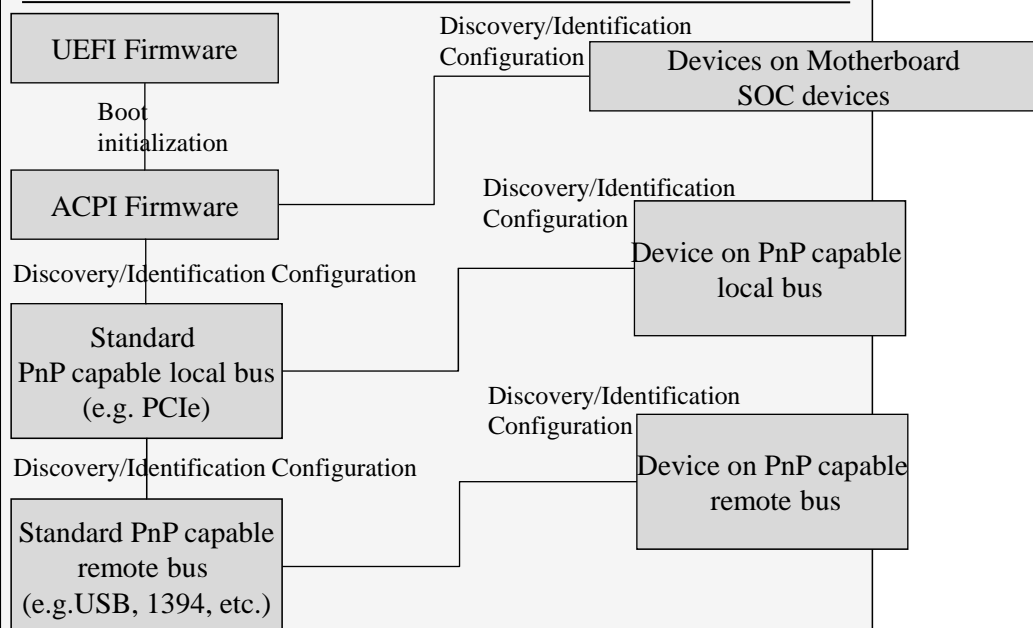 UEFI Firmware
Discovery/Identification
Configuration
Devices on Motherboard
SOC devices
Boot
initialization
ACPI Firmware
Discovery/Identification
Configuration
Device on PnP capable
local bus
Discovery/Identification Configuration
Standard
PnP capable local bus
(e.g. PCIe)
Discovery/Identification
Configuration
Device on PnP capable
remote bus
Discovery/Identification Configuration
Standard PnP capable
remote bus
(e.g.USB, 1394, etc.)